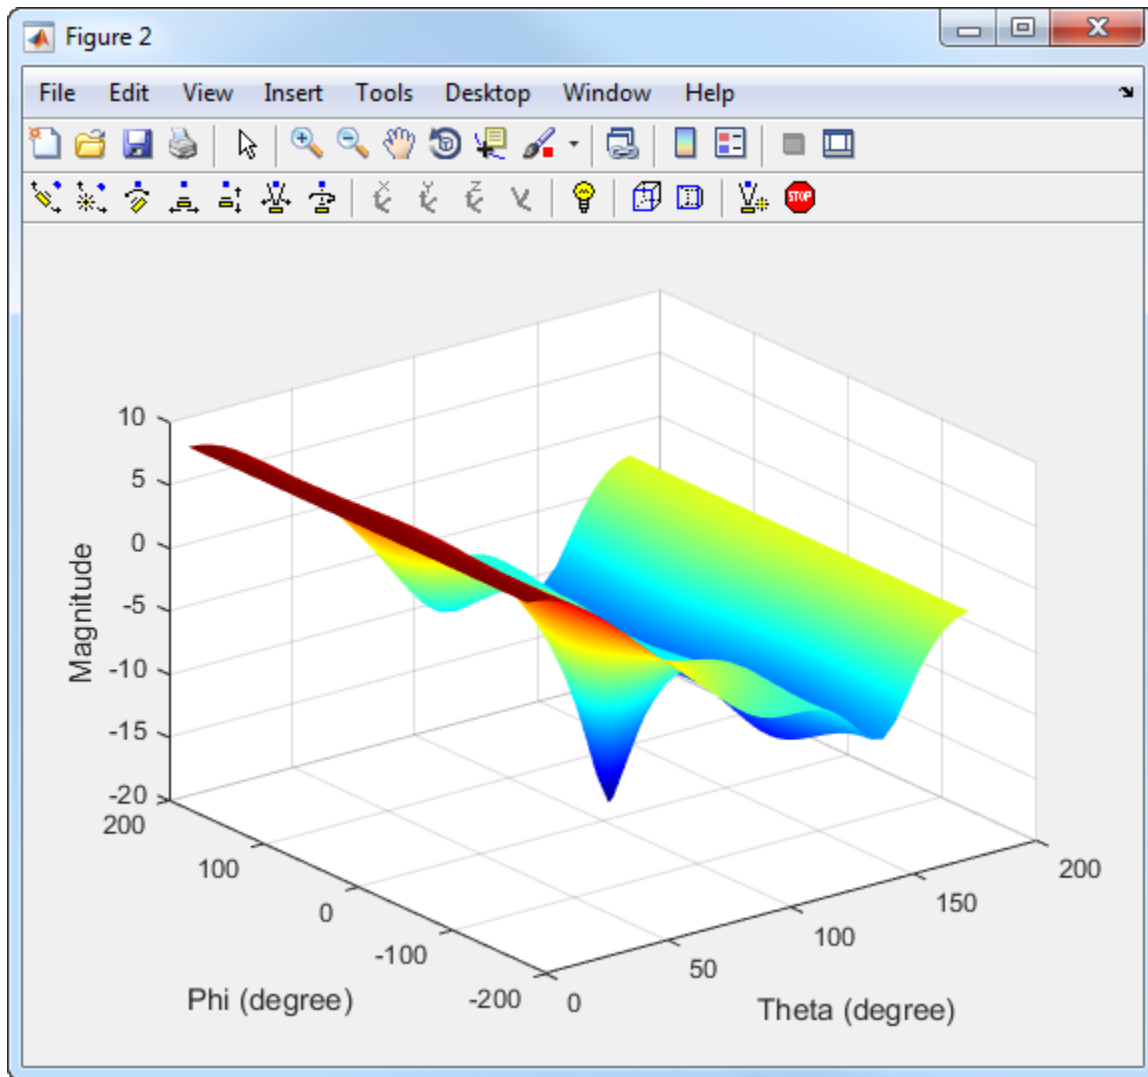 Figure 2
File Edit View Insert Tools Desktop Window Help
X Y Z
STOP
10
5
0
-5
-10
-15
-20
Magnitude
200
100
0
-100
-200
Phi (degree)
0
50
100
150
200
Theta (degree)